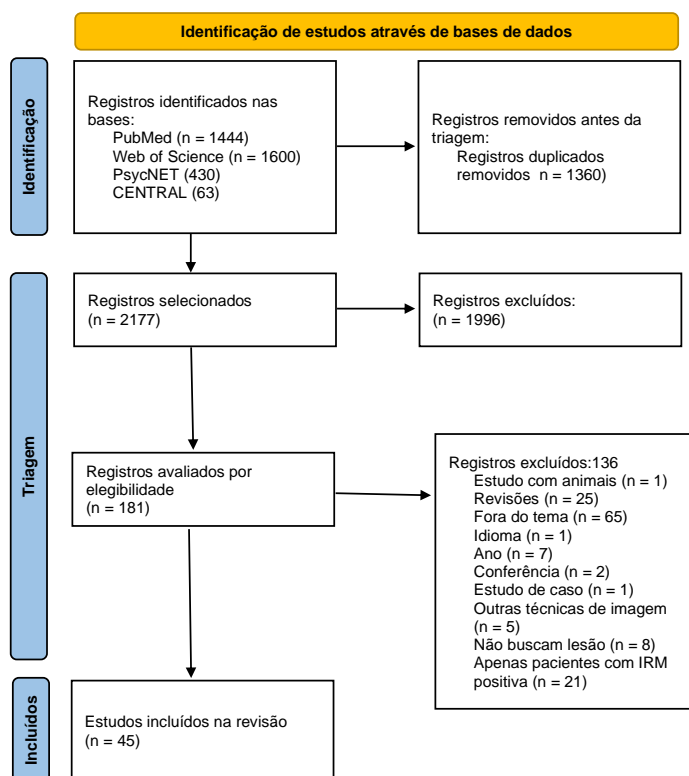 Identificação de estudos através de bases de dados
Identificação
Registros identificados nas
bases:
PubMed (n = 1444)
Web of Science (n = 1600)
PsycNET (430)
CENTRAL (63)
Registros removidos antes da
triagem:
Registros duplicados
removidos  n = 1360)
Triagem
Registros selecionados
(n = 2177)
Registros excluídos:
(n = 1996)
Registros avaliados por
elegibilidade
(n = 181)
Registros excluídos:136
Estudo com animais (n = 1)
Revisões (n = 25)
Fora do tema (n = 65)
Idioma (n = 1)
Ano (n = 7)
Conferência (n = 2)
Estudo de caso (n = 1)
Outras técnicas de imagem
(n = 5)
Não buscam lesão (n = 8)
Apenas pacientes com IRM
positiva (n = 21)
Incluídos
Estudos incluídos na revisão
(n = 45)